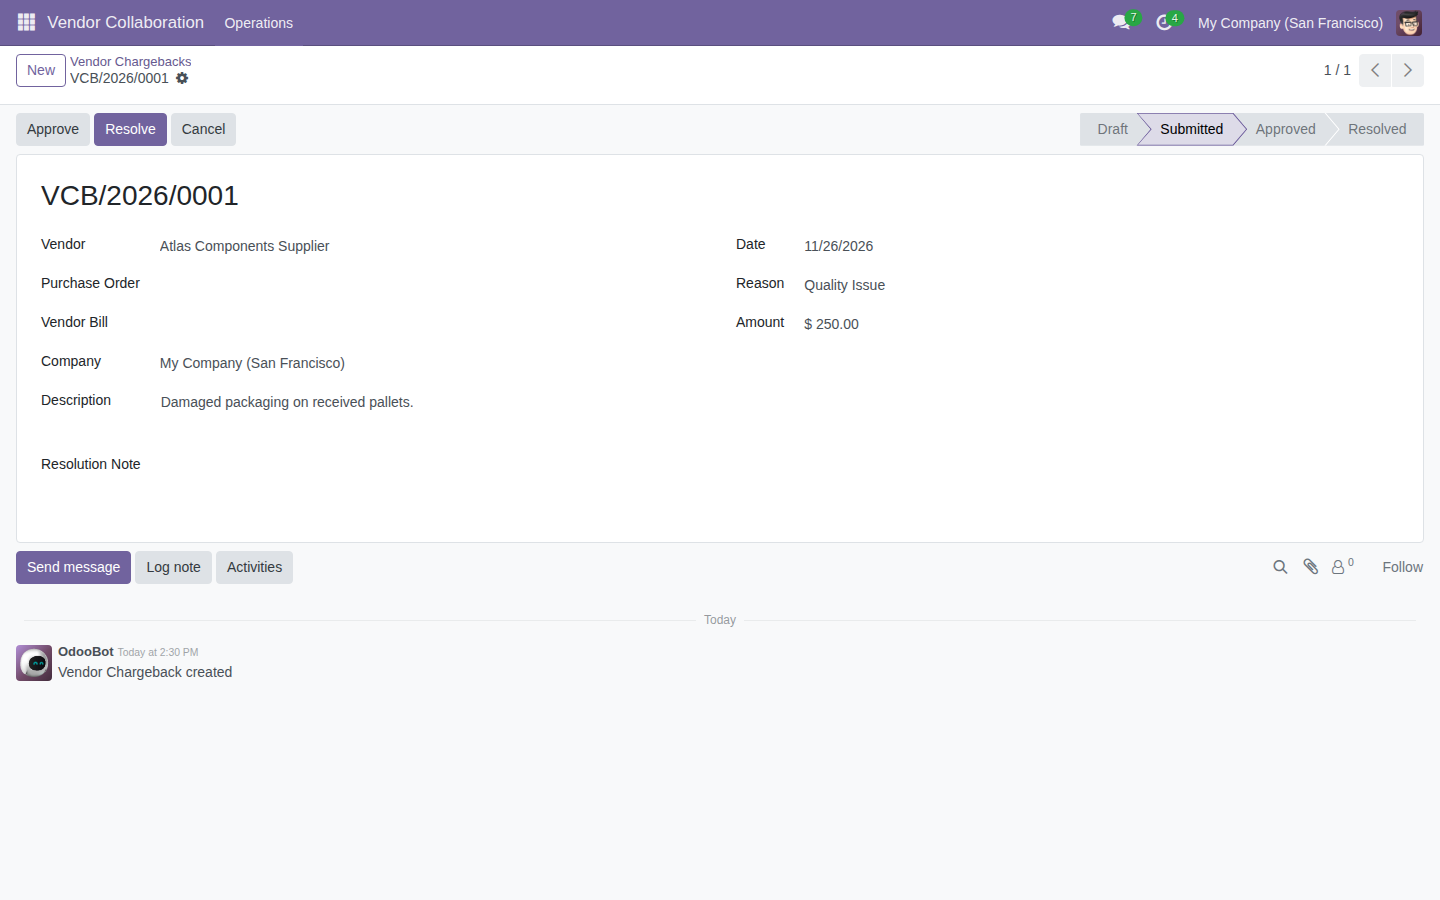 Vendor Collaboration
Operations
7
4
My Company (San Francisco)
New
Vendor Chargebacks
VCB/2026/0001
1 / 1
Approve
Resolve
Cancel
Draft
Submitted
Approved
Resolved
VCB/2026/0001
Vendor
Atlas Components Supplier
Purchase Order
Vendor Bill
Company
My Company (San Francisco)
Description
Damaged packaging on received pallets.
Resolution Note
Date
11/26/2026
Reason
Quality Issue
Amount
$ 250.00
Send message
Log note
Activities
0
Follow
Today
OdooBot Today at 2:30 PM
Vendor Chargeback created